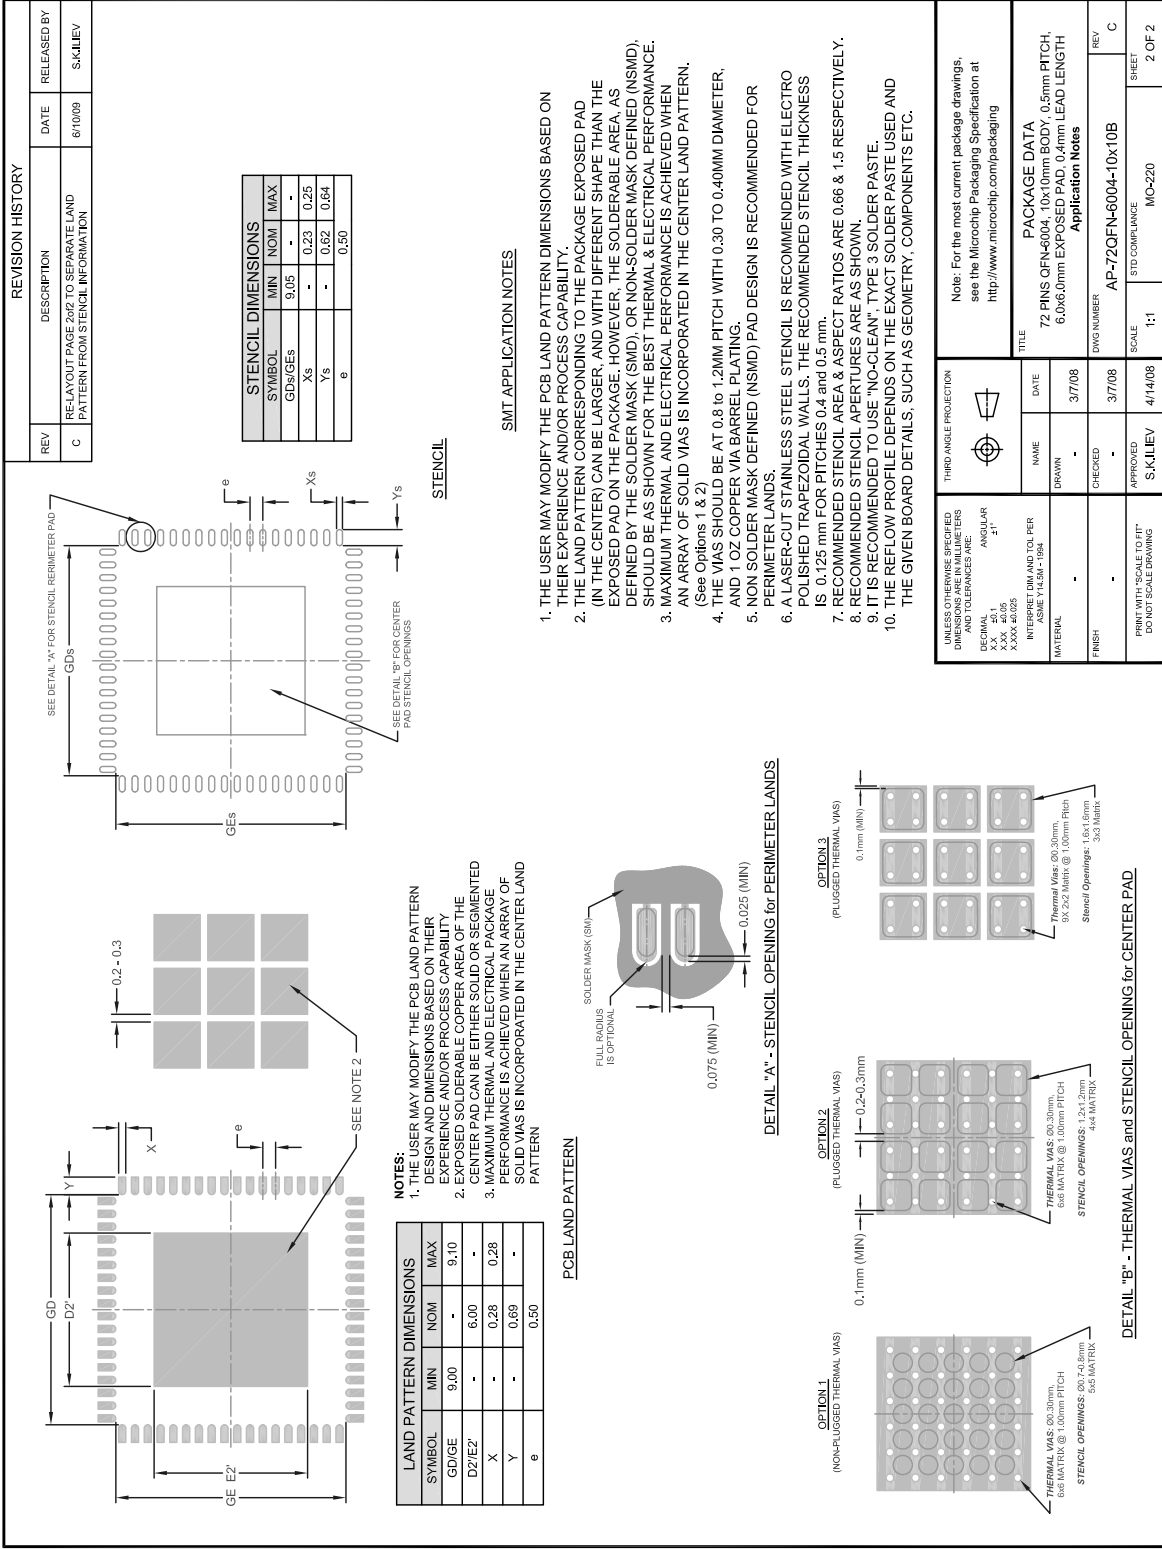 REVISION HISTORY
REV DESCRIPTION DATE RELEASED BY
C RE-LAYOUT PAGE 2of2 TO SEPARATE LAND PATTERN FROM STENCIL INFORMATION 6/10/09 S.K.ILIEV
GD
D2'
GE
E2'
Y
X
e
0.2 - 0.3
SEE NOTE 2
SEE DETAIL "A" FOR STENCIL RERIMETER PAD
GDs
GEs
e
Xs
Ys
SEE DETAIL "B" FOR CENTER
PAD STENCIL OPENINGS
STENCIL
STENCIL DIMENSIONS
SYMBOL MIN NOM MAX
GDs/GEs 9.05 - -
Xs - 0.23 0.25
Ys - 0.62 0.64
e 0.50
LAND PATTERN DIMENSIONS
SYMBOL MIN NOM MAX
GD/GE 9.00 - 9.10
D2'/E2' - 6.00 -
X - 0.28 0.28
Y - 0.69 -
e 0.50
NOTES:
1. THE USER MAY MODIFY THE PCB LAND PATTERN
DESIGN AND DIMENSIONS BASED ON THEIR
EXPERIENCE AND/OR PROCESS CAPABILITY
2. EXPOSED SOLDERABLE COPPER AREA OF THE
CENTER PAD CAN BE EITHER SOLID OR SEGMENTED
3. MAXIMUM THERMAL AND ELECTRICAL PACKAGE
PERFORMANCE IS ACHIEVED WHEN AN ARRAY OF
SOLID VIAS IS INCORPORATED IN THE CENTER LAND
PATTERN
PCB LAND PATTERN
SMT APPLICATION NOTES
1. THE USER MAY MODIFY THE PCB LAND PATTERN DIMENSIONS BASED ON
THEIR EXPERIENCE AND/OR PROCESS CAPABILITY.
2. THE LAND PATTERN CORRESPONDING TO THE PACKAGE EXPOSED PAD
(IN THE CENTER) CAN BE LARGER, AND WITH DIFFERENT SHAPE THAN THE
EXPOSED PAD ON THE PACKAGE. HOWEVER, THE SOLDERABLE AREA, AS
DEFINED BY THE SOLDER MASK (SMD), OR NON-SOLDER MASK DEFINED (NSMD),
SHOULD BE AS SHOWN FOR THE BEST THERMAL & ELECTRICAL PERFORMANCE.
3. MAXIMUM THERMAL AND ELECTRICAL PERFORMANCE IS ACHIEVED WHEN
AN ARRAY OF SOLID VIAS IS INCORPORATED IN THE CENTER LAND PATTERN.
(See Options 1 & 2)
4. THE VIAS SHOULD BE AT 0.8 to 1.2MM PITCH WITH 0.30 TO 0.40MM DIAMETER,
AND 1 OZ COPPER VIA BARREL PLATING.
5. NON SOLDER MASK DEFINED (NSMD) PAD DESIGN IS RECOMMENDED FOR
PERIMETER LANDS.
6. A LASER-CUT STAINLESS STEEL STENCIL IS RECOMMENDED WITH ELECTRO
POLISHED TRAPEZOIDAL WALLS. THE RECOMMENDED STENCIL THICKNESS
IS 0.125 mm FOR PITCHES 0.4 and 0.5 mm.
7. RECOMMENDED STENCIL AREA & ASPECT RATIOS ARE 0.66 & 1.5 RESPECTIVELY.
8. RECOMMENDED STENCIL APERTURES ARE AS SHOWN.
9. IT IS RECOMMENDED TO USE "NO-CLEAN", TYPE 3 SOLDER PASTE.
10. THE REFLOW PROFILE DEPENDS ON THE EXACT SOLDER PASTE USED AND
THE GIVEN BOARD DETAILS, SUCH AS GEOMETRY, COMPONENTS ETC.
SOLDER MASK (SM)
FULL RADIUS
IS OPTIONAL
0.025 (MIN)
0.075 (MIN)
DETAIL "A" - STENCIL OPENING for PERIMETER LANDS
OPTION 1
(NON-PLUGGED THERMAL VIAS)
THERMAL VIAS: Ø0.30mm,
6x6 MATRIX @ 1.00mm PITCH
STENCIL OPENINGS: Ø0.7-0.8mm
5x5 MATRIX
OPTION 2
(PLUGGED THERMAL VIAS)
0.1mm (MIN)
0.2-0.3mm
THERMAL VIAS: Ø0.30mm,
6x6 MATRIX @ 1.00mm PITCH
STENCIL OPENINGS: 1.2x1.2mm
4x4 MATRIX
OPTION 3
(PLUGGED THERMAL VIAS)
0.1mm (MIN)
Thermal Vias: Ø0.30mm,
9X 2x2 Matrix @ 1.00mm Pitch
Stencil Openings: 1.6x1.6mm
3x3 Matrix
DETAIL "B" - THERMAL VIAS and STENCIL OPENING for CENTER PAD
UNLESS OTHERWISE SPECIFIED
DIMENSIONS ARE IN MILLIMETERS
AND TOLERANCES ARE:
DECIMAL ANGULAR
X.X ±0.1 ±1°
X.XX ±0.05
X.XXX ±0.025
INTERPRET DIM AND TOL PER
ASME Y14.5M - 1994
MATERIAL
-
FINISH
-
PRINT WITH "SCALE TO FIT"
DO NOT SCALE DRAWING
THIRD ANGLE PROJECTION
NAME DATE
DRAWN - 3/7/08
CHECKED - 3/7/08
APPROVED S.K.ILIEV 4/14/08
Note: For the most current package drawings,
see the Microchip Packaging Specification at
http://www.microchip.com/packaging
TITLE
PACKAGE DATA
72 PINS QFN-6004, 10x10mm BODY, 0.5mm PITCH,
6.0x6.0mm EXPOSED PAD, 0.4mm LEAD LENGTH
Application Notes
DWG NUMBER AP-72QFN-6004-10x10B
REV C
SCALE 1:1
STD COMPLIANCE MO-220
SHEET 2 OF 2